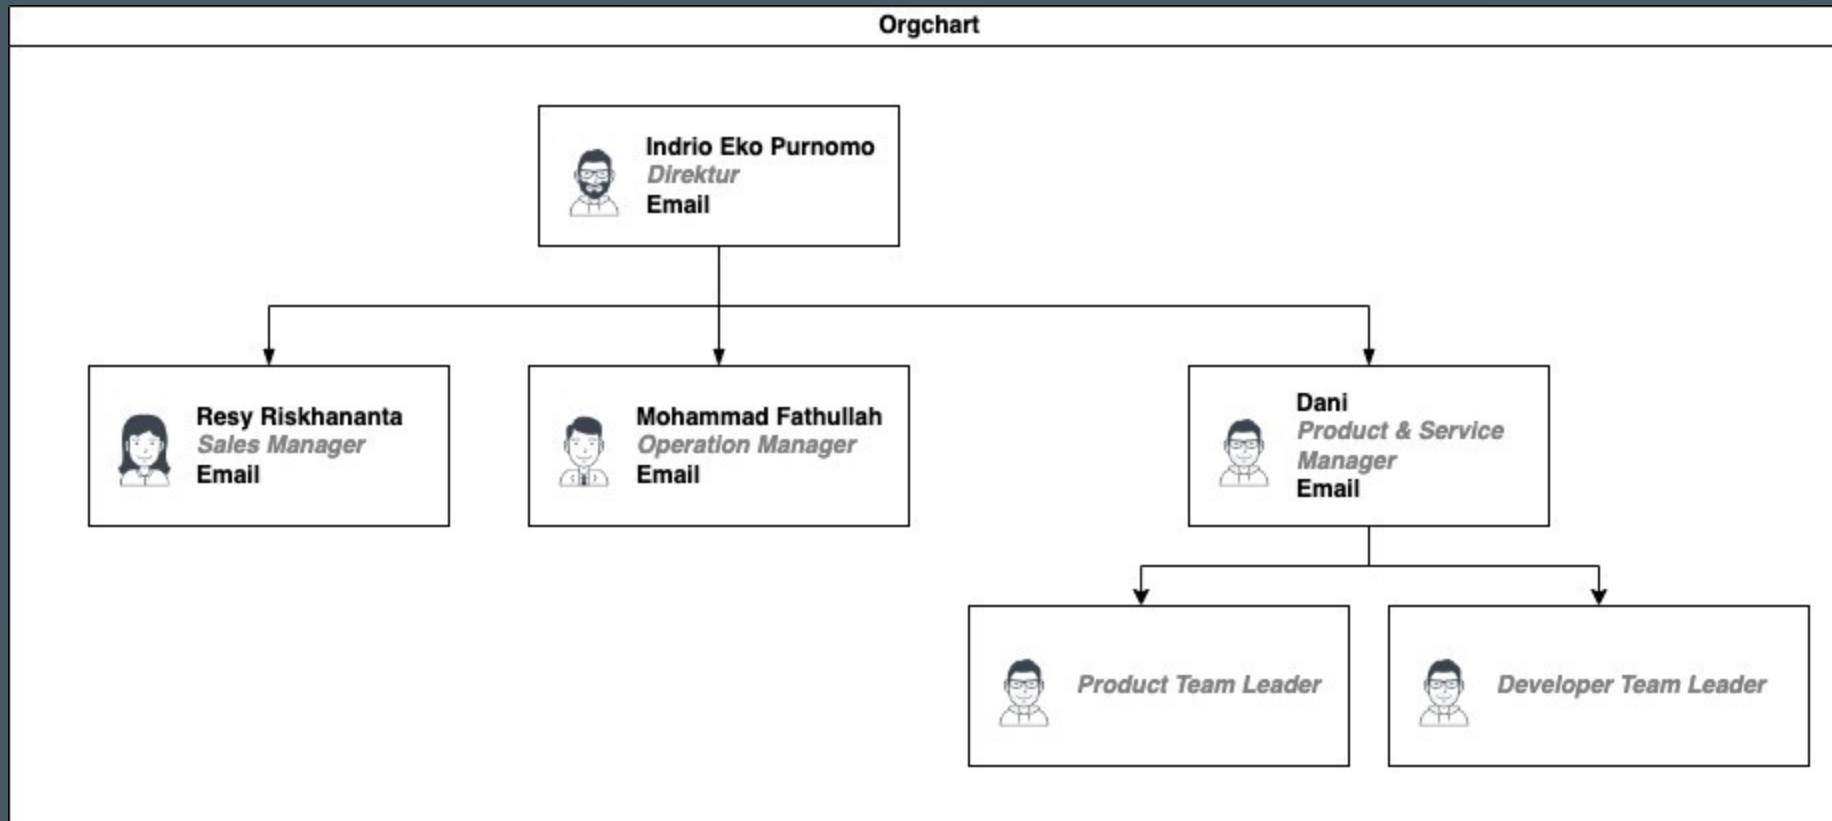 Orgchart
Indrio Eko Purnomo
Direktur
Email
Resy Riskhananta
Sales Manager
Email
Mohammad Fathullah
Operation Manager
Email
Dani
Product & Service
Manager
Email
Product Team Leader
Developer Team Leader